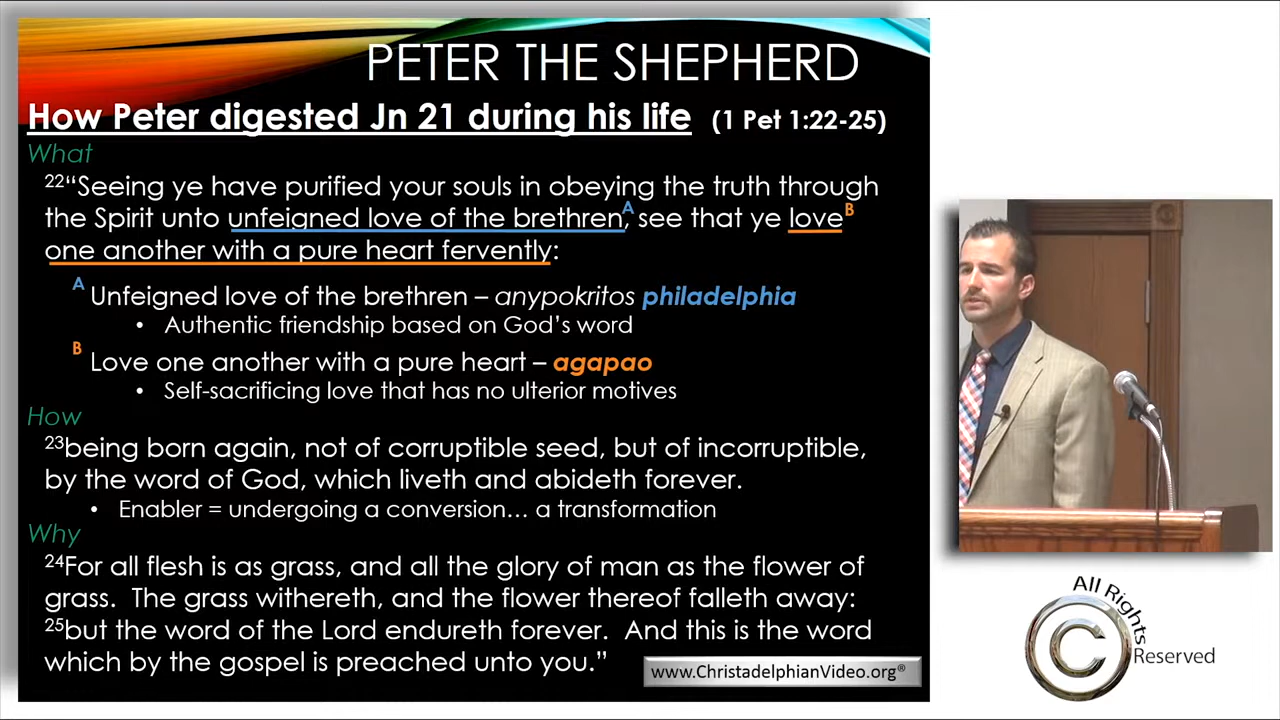 PETER THE SHEPHERD
How Peter digested Jn 21 during his life (1 Pet 1:22-25)
What
22“Seeing ye have purified your souls in obeying the truth through
the Spirit unto unfeigned love of the brethren,A see that ye loveB
one another with a pure heart fervently:
A Unfeigned love of the brethren – anypokritos philadelphia
• Authentic friendship based on God’s word
B Love one another with a pure heart – agapao
• Self-sacrificing love that has no ulterior motives
How
23being born again, not of corruptible seed, but of incorruptible,
by the word of God, which liveth and abideth forever.
• Enabler = undergoing a conversion… a transformation
Why
24For all flesh is as grass, and all the glory of man as the flower of
grass. The grass withereth, and the flower thereof falleth away:
25but the word of the Lord endureth forever. And this is the word
which by the gospel is preached unto you.”
www.ChristadelphianVideo.org®
All Rights
C
Reserved